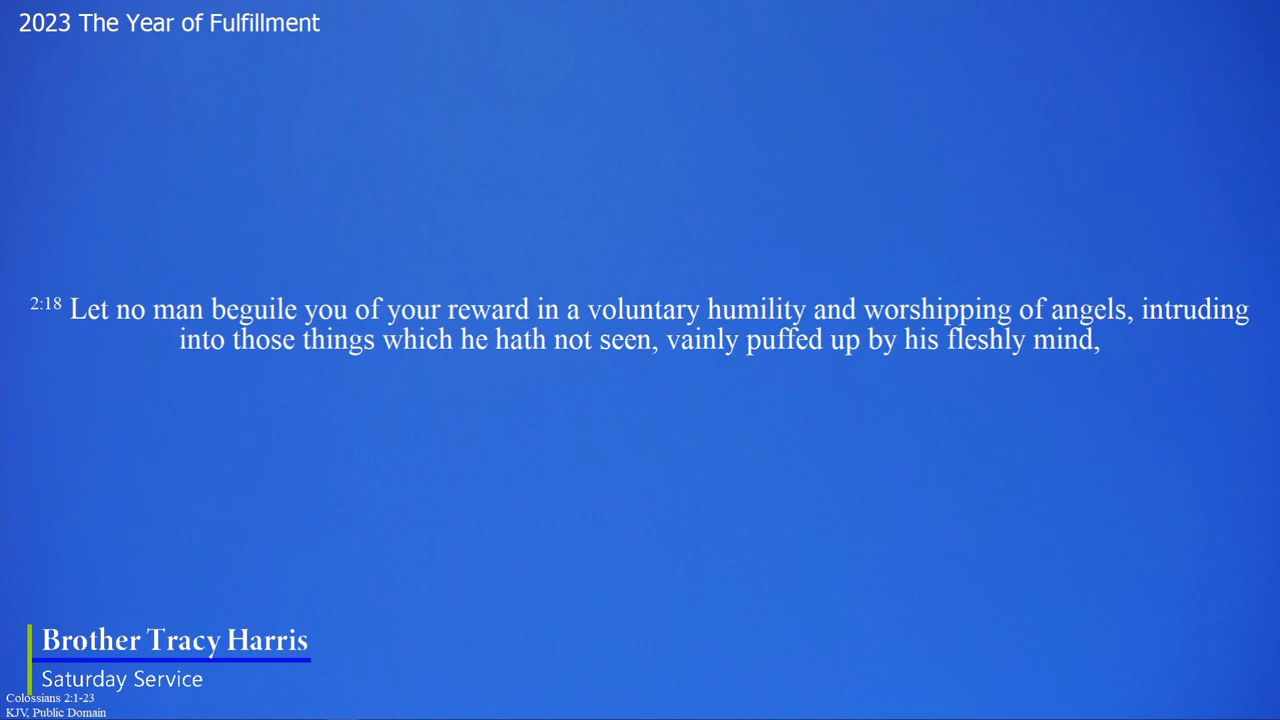 2023 The Year of Fulfillment
2:18 Let no man beguile you of your reward in a voluntary humility and worshipping of angels, intruding
into those things which he hath not seen, vainly puffed up by his fleshly mind,
Brother Tracy Harris
Saturday Service
Colossians 2:1-23
KJV, Public Domain